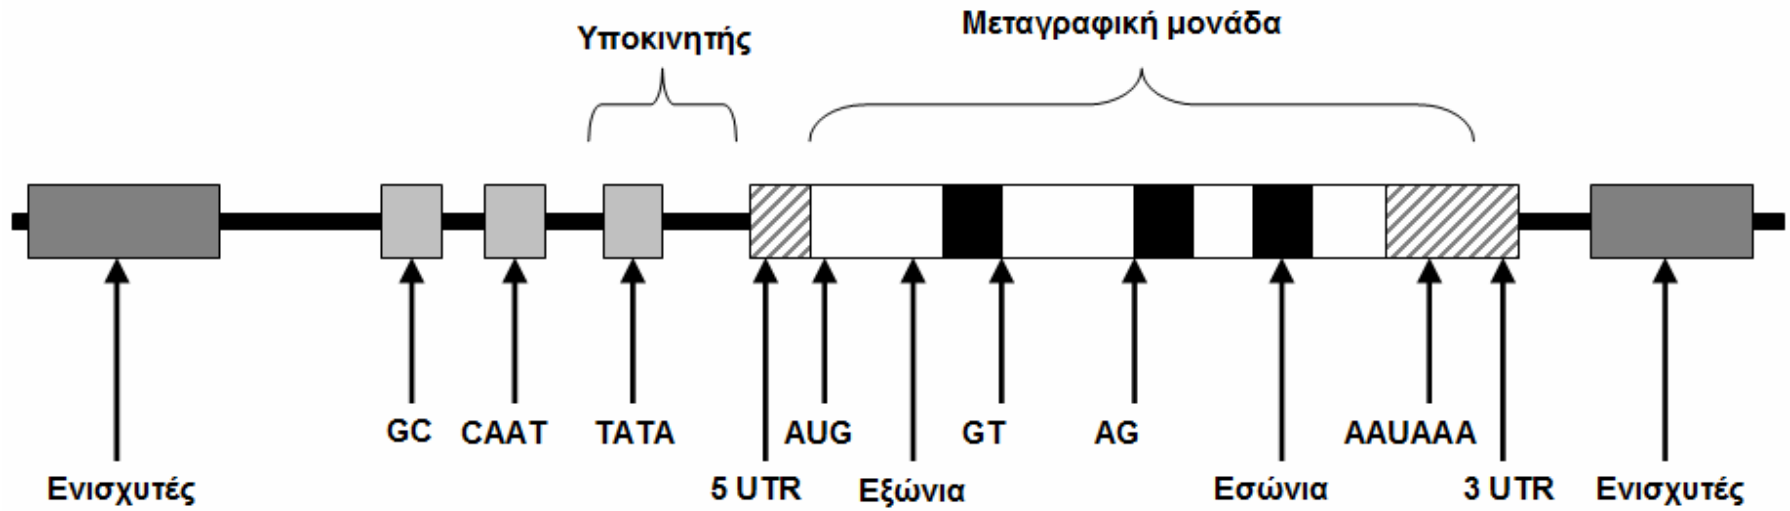 Υποκινητής
Μεταγραφική μονάδα
GC
CAAT
TATA
AUG
GT
AG
AAUAAA
Ενισχυτές
5 UTR
Εξώνια
Εσώνια
3 UTR
Ενισχυτές